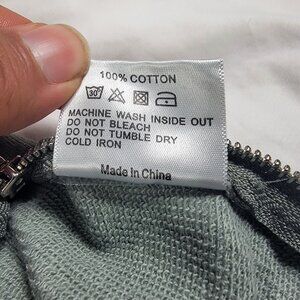 100% COTTON
30°
MACHINE WASH INSIDE OUT
DO NOT BLEACH
DO NOT TUMBLE DRY
COLD IRON
Made In China